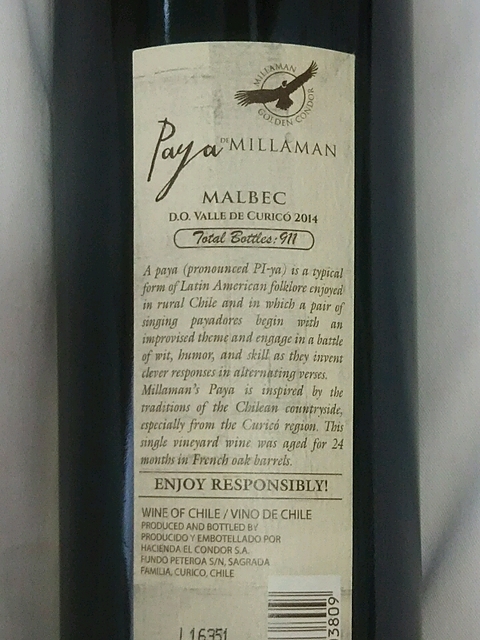 MILLAMAN
GOLDEN CONDOR
Paya DE MILLAMAN
MALBEC
D.O. VALLE DE CURICÓ 2014
Total Bottles: 911
A paya (pronounced PI-ya) is a typical
form of Latin American folklore enjoyed
in rural Chile and in which a pair of
singing payadores begin with an
improvised theme and engage in a battle
of wit, humor, and skill as they invent
clever responses in alternating verses.
Millaman's Paya is inspired by the
traditions of the Chilean countryside,
especially from the Curicó region. This
single vineyard wine was aged for 24
months in French oak barrels.
ENJOY RESPONSIBLY!
WINE OF CHILE / VINO DE CHILE
PRODUCED AND BOTTLED BY
PRODUCIDO Y EMBOTELLADO POR
HACIENDA EL CONDOR S.A.
FUNDO PETEROA S/N, SAGRADA
FAMILIA, CURICO, CHILE
L16351
13809